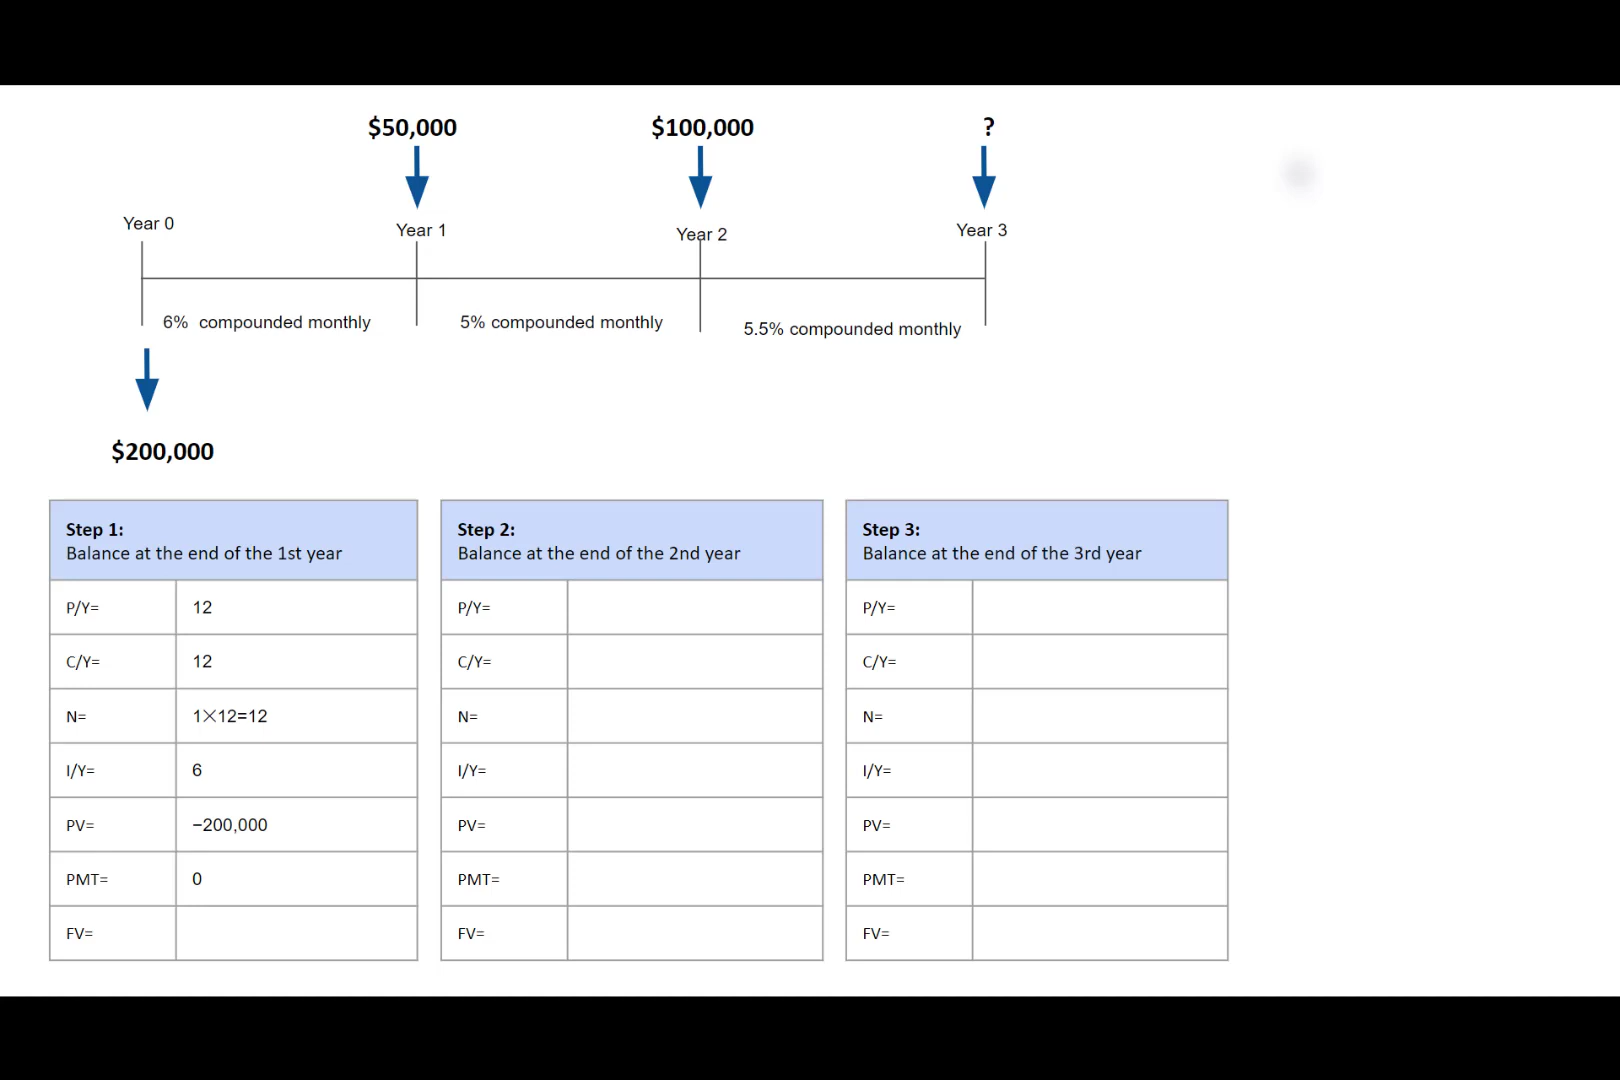 $50,000 $100,000 ?
Year 0 Year 1 Year 2 Year 3
6% compounded monthly 5% compounded monthly 5.5% compounded monthly
$200,000
Step 1:
Balance at the end of the 1st year
P/Y= 12
C/Y= 12
N= 1×12=12
I/Y= 6
PV= −200,000
PMT= 0
FV=
Step 2:
Balance at the end of the 2nd year
P/Y=
C/Y=
N=
I/Y=
PV=
PMT=
FV=
Step 3:
Balance at the end of the 3rd year
P/Y=
C/Y=
N=
I/Y=
PV=
PMT=
FV=